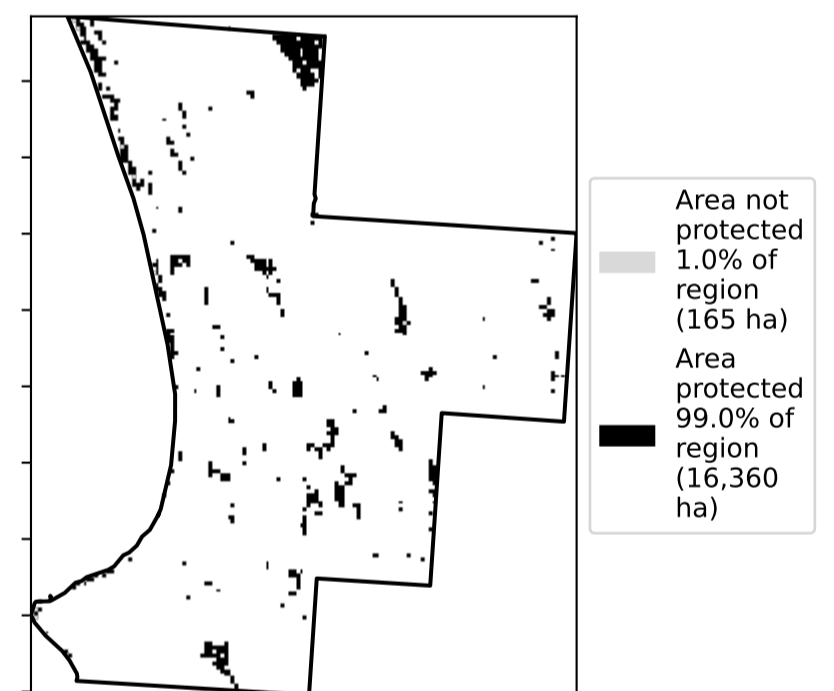 Area not
protected
1.0% of
region
(165 ha)
Area
protected
99.0% of
region
(16,360
ha)